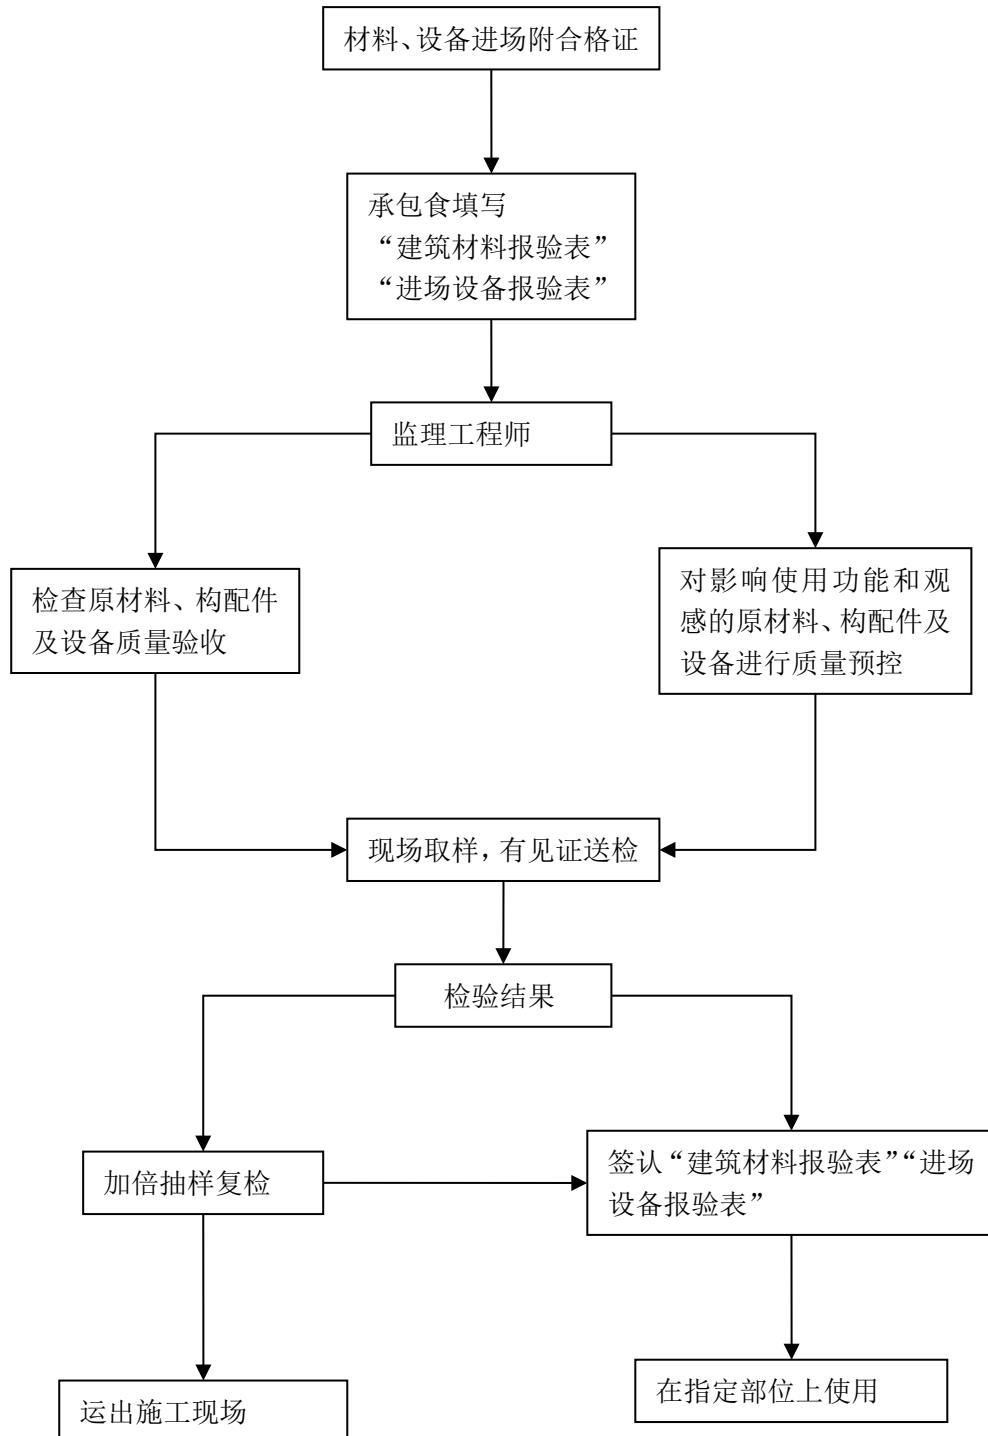 材料、设备进场附合格证
承包食填写
“建筑材料报验表”
“进场设备报验表”
监理工程师
检查原材料、构配件
及设备质量验收
对影响使用功能和观
感的原材料、构配件及
设备进行质量预控
现场取样，有见证送检
检验结果
加倍抽样复检
签认“建筑材料报验表”“进场
设备报验表”
运出施工现场
在指定部位上使用